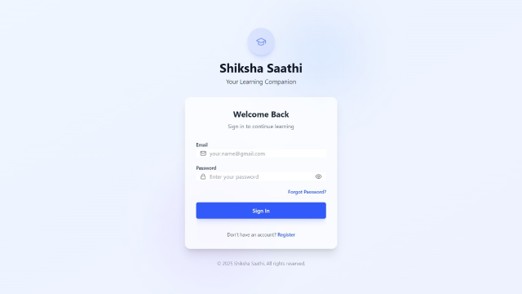 Shiksha Saathi
Your Learning Companion
Welcome Back
Sign in to continue learning
Email
your-name@gmail.com
Password
Enter your password
Forgot Password?
Sign In
Don't have an account? Register
© 2025 Shiksha Saathi. All rights reserved.